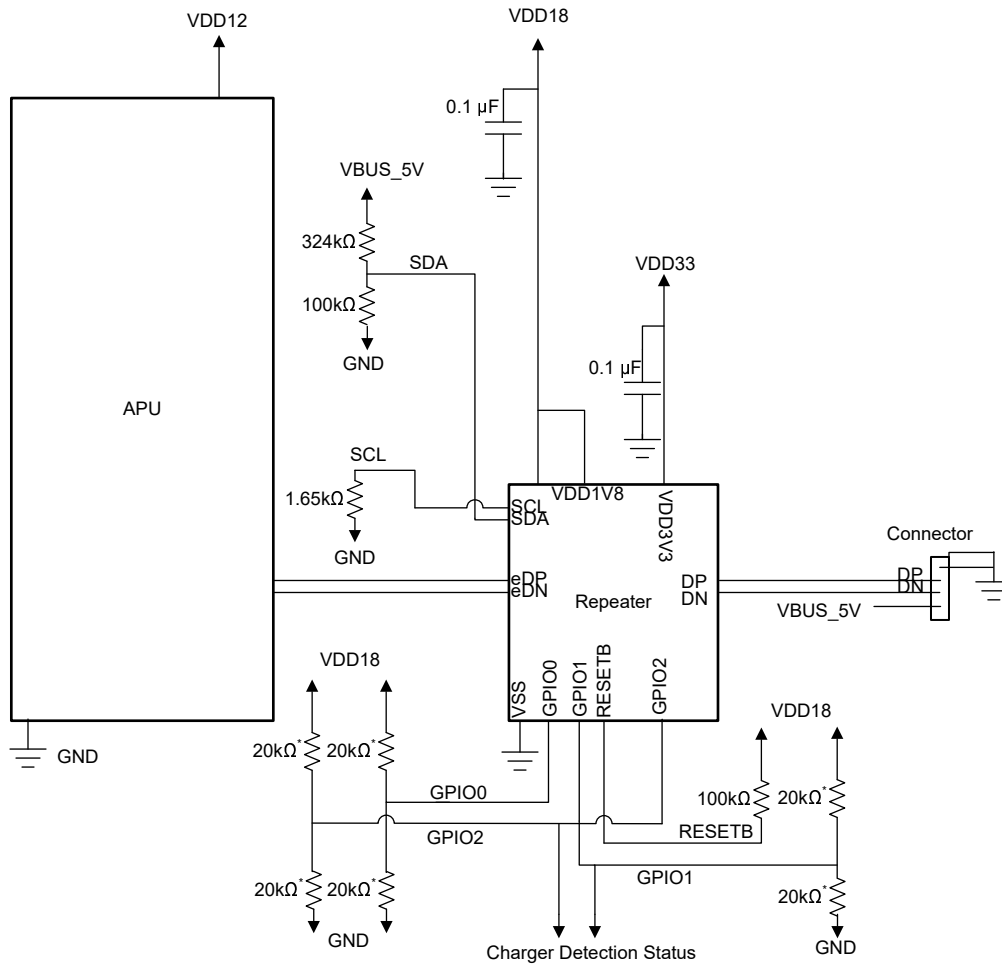 VDD12
VDD18
0.1 µF
VBUS_5V
324kΩ
SDA
100kΩ
GND
VDD33
0.1 µF
APU
SCL
1.65kΩ
GND
VDD1V8
VDD3V3
SCL
SDA
Connector
eDP
eDN
Repeater
DP
DN
DP
DN
VBUS_5V
VSS
GPIO0
GPIO1
RESETB
GPIO2
GND
VDD18
20kΩ*
20kΩ*
GPIO0
GPIO2
20kΩ*
20kΩ*
GND
VDD18
100kΩ
20kΩ*
RESETB
GPIO1
20kΩ*
GND
Charger Detection Status